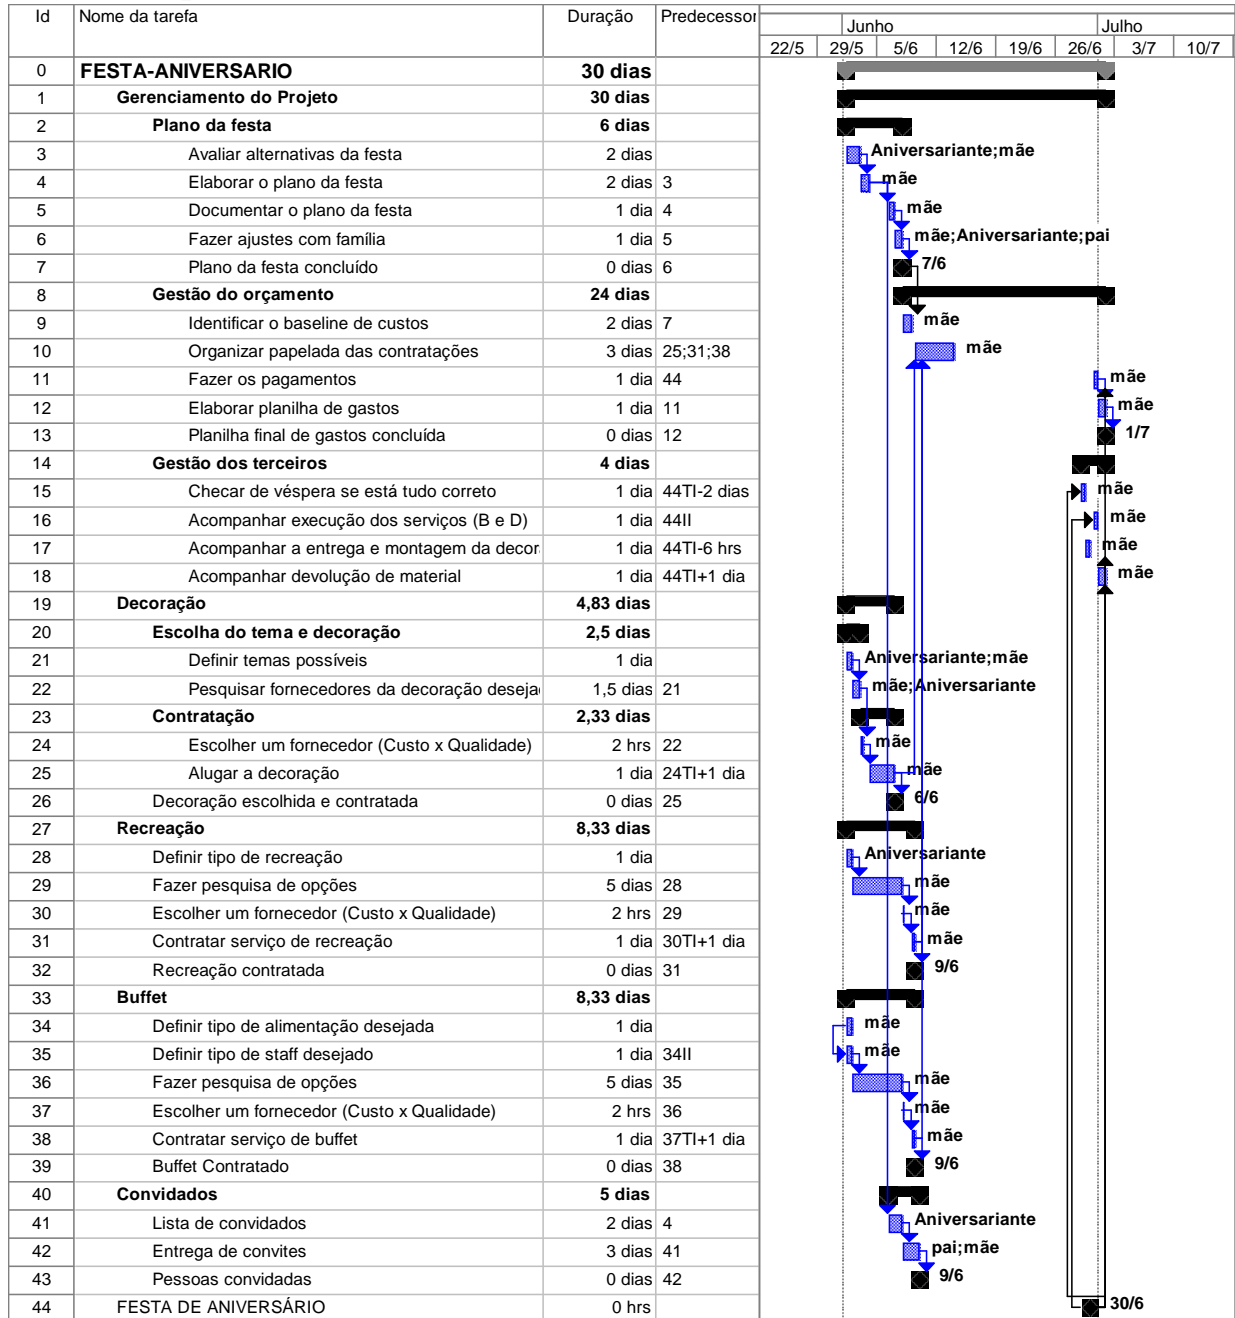 Id Nome da tarefa Duração Predecessor
Junho Julho
22/5 29/5 5/6 12/6 19/6 26/6 3/7 10/7
0 FESTA-ANIVERSARIO 30 dias
1 Gerenciamento do Projeto 30 dias
2 Plano da festa 6 dias
3 Avaliar alternativas da festa 2 dias Aniversariante;mãe
4 Elaborar o plano da festa 2 dias 3 mãe
5 Documentar o plano da festa 1 dia 4 mãe
6 Fazer ajustes com família 1 dia 5 mãe;Aniversariante;pai
7 Plano da festa concluído 0 dias 6 7/6
8 Gestão do orçamento 24 dias
9 Identificar o baseline de custos 2 dias 7 mãe
10 Organizar papelada das contratações 3 dias 25;31;38 mãe
11 Fazer os pagamentos 1 dia 44 mãe
12 Elaborar planilha de gastos 1 dia 11 mãe
13 Planilha final de gastos concluída 0 dias 12 1/7
14 Gestão dos terceiros 4 dias
15 Checar de véspera se está tudo correto 1 dia 44TI-2 dias mãe
16 Acompanhar execução dos serviços (B e D) 1 dia 44II mãe
17 Acompanhar a entrega e montagem da decor 1 dia 44TI-6 hrs mãe
18 Acompanhar devolução de material 1 dia 44TI+1 dia mãe
19 Decoração 4,83 dias
20 Escolha do tema e decoração 2,5 dias
21 Definir temas possíveis 1 dia Aniversariante;mãe
22 Pesquisar fornecedores da decoração deseja 1,5 dias 21 mãe;Aniversariante
23 Contratação 2,33 dias
24 Escolher um fornecedor (Custo x Qualidade) 2 hrs 22 mãe
25 Alugar a decoração 1 dia 24TI+1 dia mãe
26 Decoração escolhida e contratada 0 dias 25 6/6
27 Recreação 8,33 dias
28 Definir tipo de recreação 1 dia Aniversariante
29 Fazer pesquisa de opções 5 dias 28 mãe
30 Escolher um fornecedor (Custo x Qualidade) 2 hrs 29 mãe
31 Contratar serviço de recreação 1 dia 30TI+1 dia mãe
32 Recreação contratada 0 dias 31 9/6
33 Buffet 8,33 dias
34 Definir tipo de alimentação desejada 1 dia mãe
35 Definir tipo de staff desejado 1 dia 34II mãe
36 Fazer pesquisa de opções 5 dias 35 mãe
37 Escolher um fornecedor (Custo x Qualidade) 2 hrs 36 mãe
38 Contratar serviço de buffet 1 dia 37TI+1 dia mãe
39 Buffet Contratado 0 dias 38 9/6
40 Convidados 5 dias
41 Lista de convidados 2 dias 4 Aniversariante
42 Entrega de convites 3 dias 41 pai;mãe
43 Pessoas convidadas 0 dias 42 9/6
44 FESTA DE ANIVERSÁRIO 0 hrs 30/6